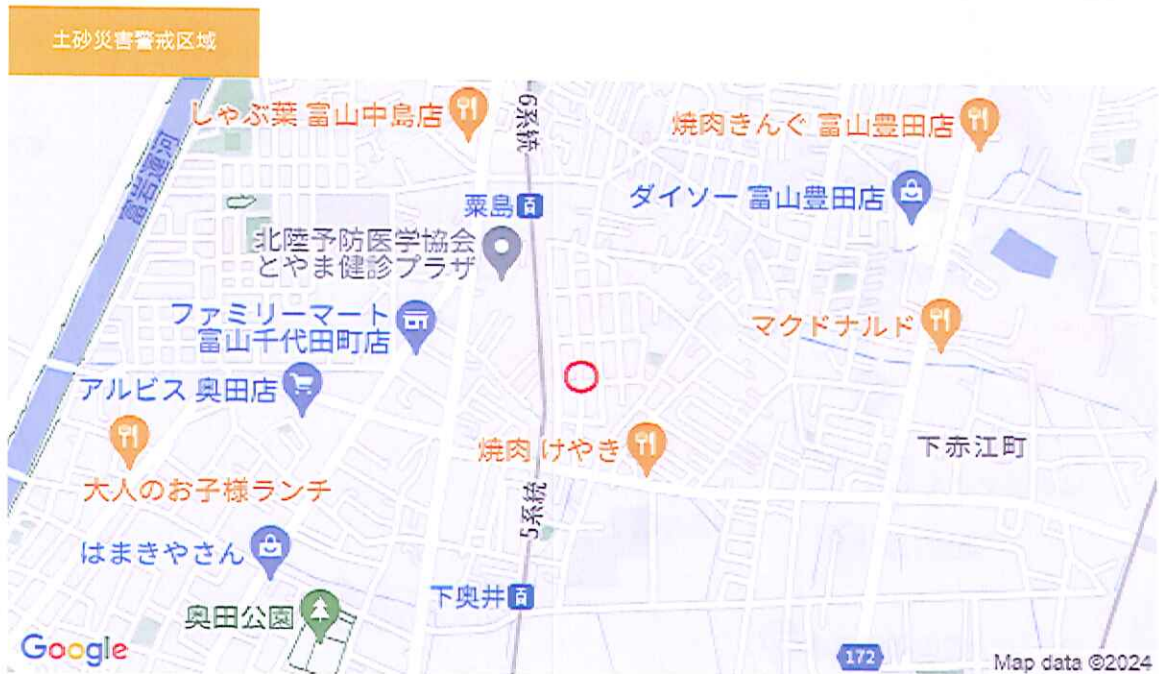 土砂災害警戒区域
しゃぶ葉 富山中島店
6系統
焼肉きんぐ 富山豊田店
富岩運河
粟島
ダイソー 富山豊田店
北陸予防医学協会
とやま健診プラザ
ファミリーマート
富山千代田町店
マクドナルド
アルビス 奥田店
焼肉 けやき
下赤江町
大人のお子様ランチ
5系統
はまきやさん
下奥井
奥田公園
Google
172
Map data ©2024